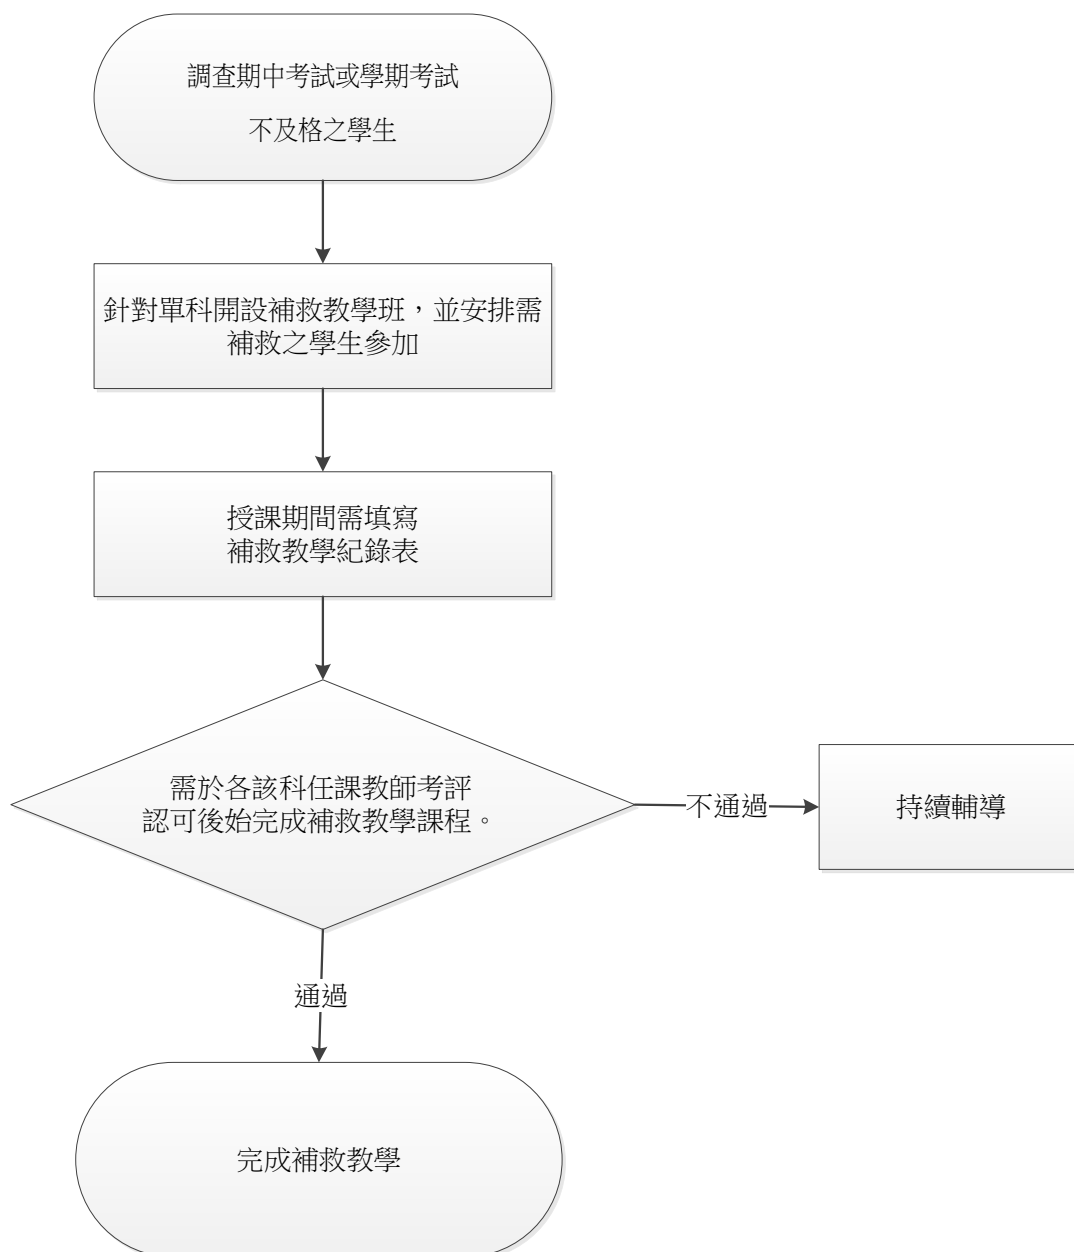 調查期中考試或學期考試
不及格之學生
針對單科開設補救教學班，並安排需
補救之學生參加
授課期間需填寫
補救教學紀錄表
需於各該科任課教師考評
認可後始完成補救教學課程。
不通過
持續輔導
通過
完成補救教學